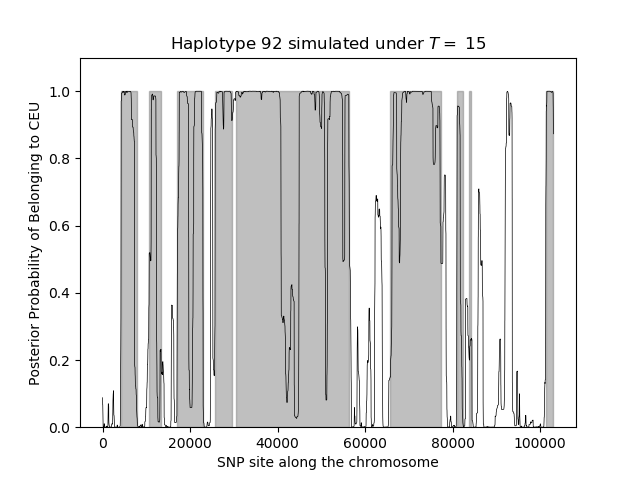 Haplotype 92 simulated under T = 15
Posterior Probability of Belonging to CEU
1.0
0.8
0.6
0.4
0.2
0.0
0 20000 40000 60000 80000 100000
SNP site along the chromosome